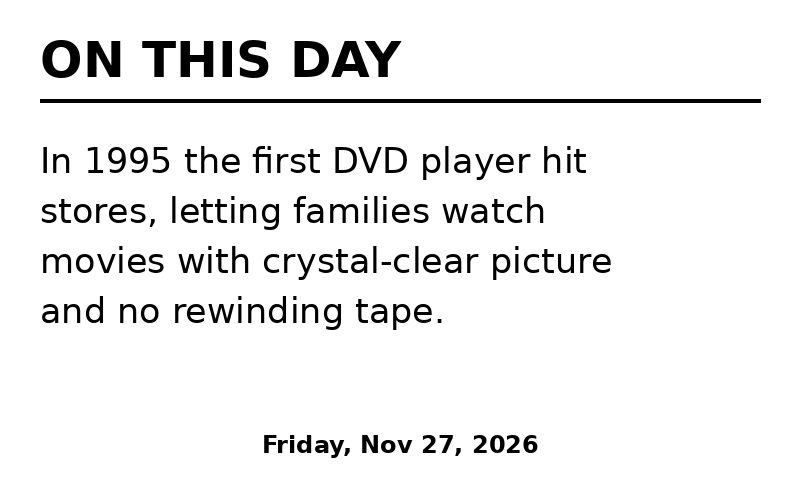 ON THIS DAY
In 1995 the first DVD player hit
stores, letting families watch
movies with crystal-clear picture
and no rewinding tape.
Friday, Nov 27, 2026